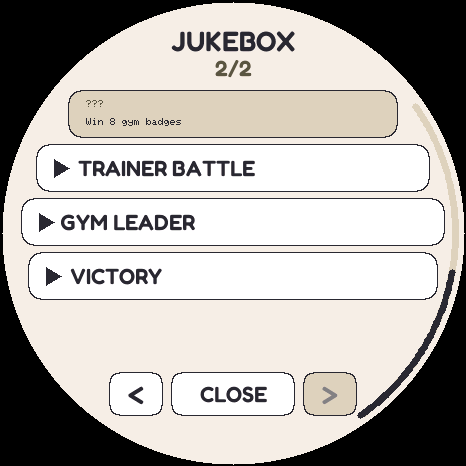 JUKEBOX
2/2
???
Win 8 gym badges
TRAINER BATTLE
GYM LEADER
VICTORY
< CLOSE >